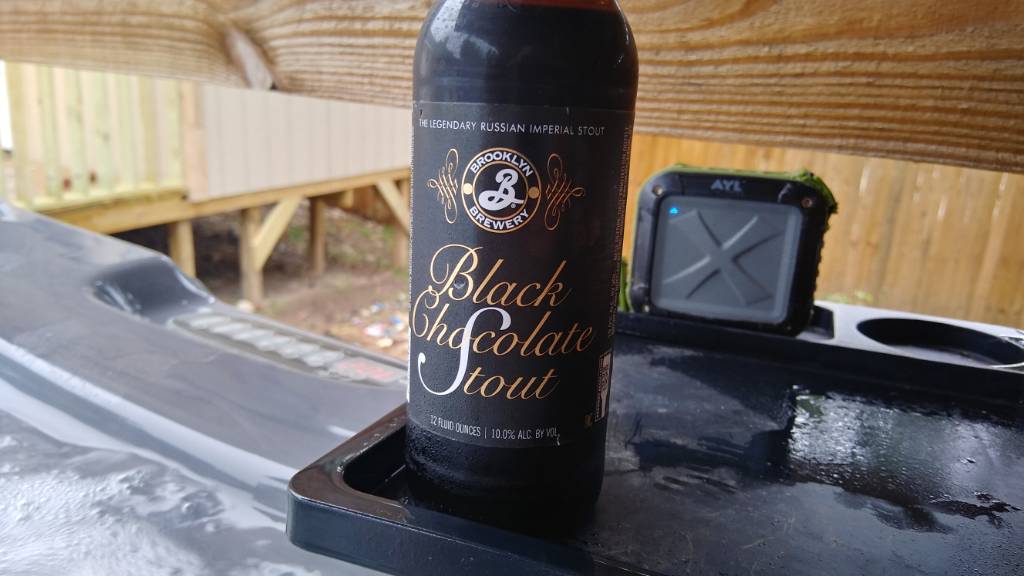 THE LEGENDARY RUSSIAN IMPERIAL STOUT
BROOKLYN
B
BREWERY
Black
Chocolate
Stout
12 FLUID OUNCES | 10.0% ALC. BY VOL.
AYL